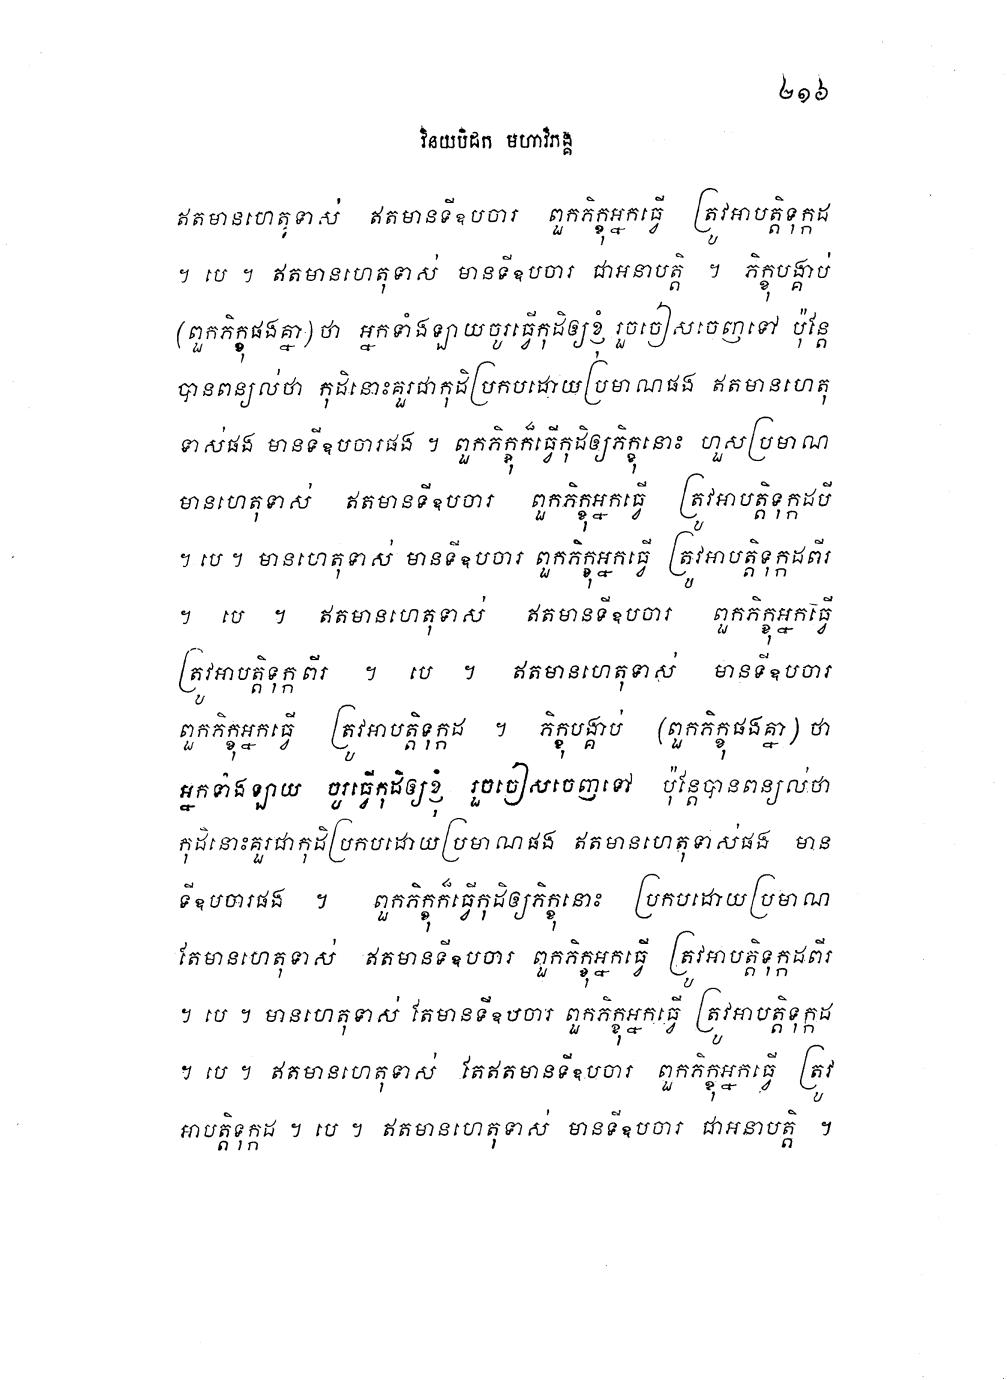 ២១៦
វិនយបិដក មហាវិភង្គ
ឥតមានហេតុទាស់ ឥតមានទីឧបចារ ពួកភិក្ខុអ្នកធ្វើ ត្រូវអាបត្តិទុក្កដ
។ បេ ។ ឥតមានហេតុទាស់ មានទីឧបចារ ជាអនាបត្តិ ។ ភិក្ខុបង្គាប់
(ពួកភិក្ខុផងគ្នា) ថា អ្នកទាំងឡាយចូរធ្វើកុដិឲ្យខ្ញុំ រួចចៀសចេញទៅ ប៉ុន្តែ
បានពន្យល់ថា កុដិនោះគួរជាកុដិប្រកបដោយប្រមាណផង ឥតមានហេតុ
ទាស់ផង មានទីឧបចារផង ។ ពួកភិក្ខុក៏ធ្វើកុដិឲ្យភិក្ខុនោះ ហួសប្រមាណ
មានហេតុទាស់ ឥតមានទីឧបចារ ពួកភិក្ខុអ្នកធ្វើ ត្រូវអាបត្តិទុក្កដបី
។ បេ ។ មានហេតុទាស់ មានទីឧបចារ ពួកភិក្ខុអ្នកធ្វើ ត្រូវអាបត្តិទុក្កដពីរ
។ បេ ។ ឥតមានហេតុទាស់ ឥតមានទីឧបចារ ពួកភិក្ខុអ្នកធ្វើ
ត្រូវអាបត្តិទុក្កពីរ ។ បេ ។ ឥតមានហេតុទាស់ មានទីឧបចារ
ពួកភិក្ខុអ្នកធ្វើ ត្រូវអាបត្តិទុក្កដ ។ ភិក្ខុបង្គាប់ (ពួកភិក្ខុផងគ្នា) ថា
អ្នកទាំងឡាយ ចូរធ្វើកុដិឲ្យខ្ញុំ រួចចៀសចេញទៅ ប៉ុន្តែបានពន្យល់ថា
កុដិនោះគួរជាកុដិប្រកបដោយប្រមាណផង ឥតមានហេតុទាស់ផង មាន
ទីឧបចារផង ។ ពួកភិក្ខុក៏ធ្វើកុដិឲ្យភិក្ខុនោះ ប្រកបដោយប្រមាណ
តែមានហេតុទាស់ ឥតមានទីឧបចារ ពួកភិក្ខុអ្នកធ្វើ ត្រូវអាបត្តិទុក្កដពីរ
។ បេ ។ មានហេតុទាស់ តែមានទីឧបចារ ពួកភិក្ខុអ្នកធ្វើ ត្រូវអាបត្តិទុក្កដ
។ បេ ។ ឥតមានហេតុទាស់ តែឥតមានទីឧបចារ ពួកភិក្ខុអ្នកធ្វើ ត្រូវ
អាបត្តិទុក្កដ ។ បេ ។ ឥតមានហេតុទាស់ មានទីឧបចារ ជាអនាបត្តិ ។